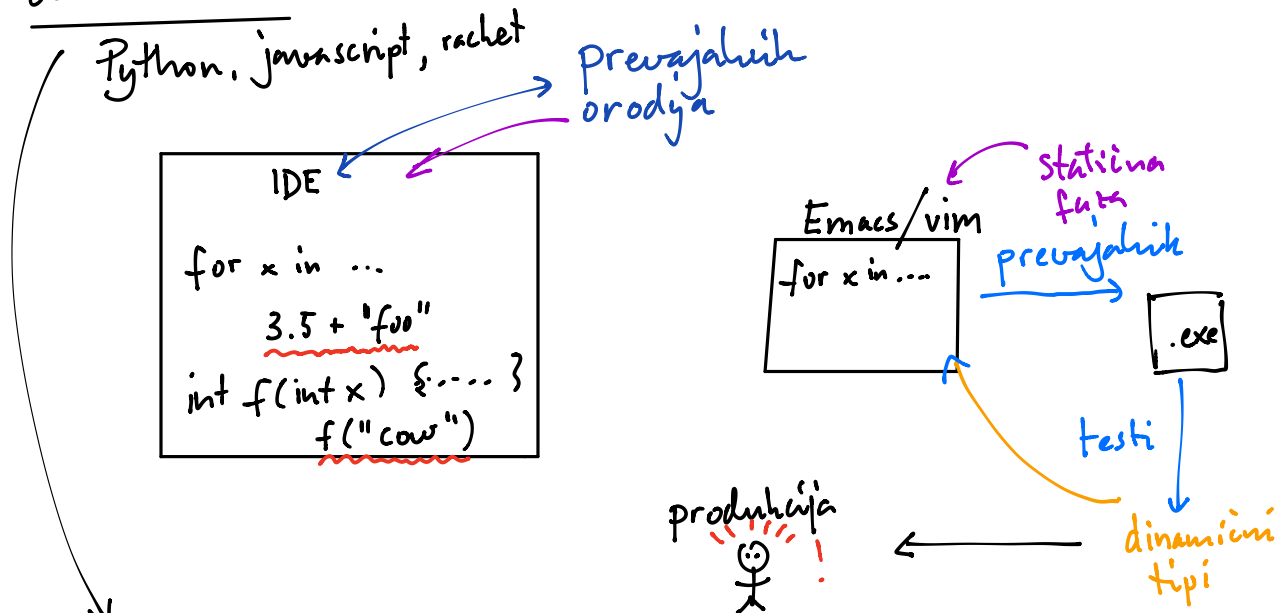 Python, javascript, rachet
prevajalnik
orodja
IDE
for x in ...
3.5 + "foo"
int f(int x) {.....}
f("cow")
statična
faza
Emacs/vim
prevajalnik
for x in ....
.exe
testi
dinamični
tipi
produkcija
!